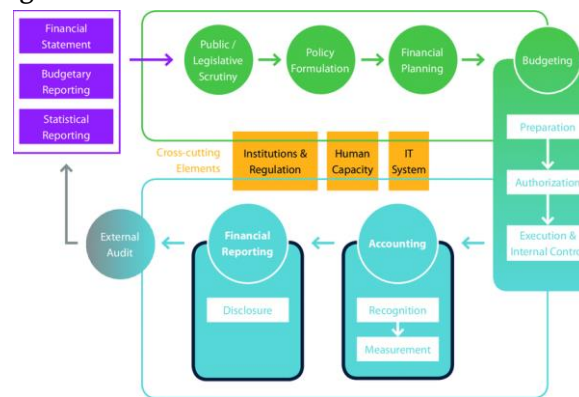 Financial
Statement
Budgetary
Reporting
Statistical
Reporting
Public /
Legislative
Scrutiny
Policy
Formulation
Financial
Planning
Budgeting
Preparation
Authorization
Execution &
Internal Control
Cross-cutting
Elements
Institutions &
Regulation
Human
Capacity
IT
System
External
Audit
Financial
Reporting
Disclosure
Accounting
Recognition
Measurement